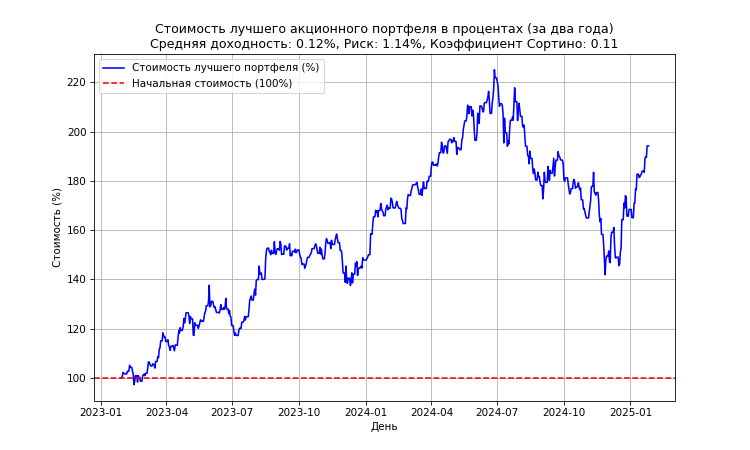 Стоимость лучшего акционного портфеля в процентах (за два года)
Средняя доходность: 0.12%, Риск: 1.14%, Коэффициент Сортино: 0.11
Стоимость лучшего портфеля (%)
Начальная стоимость (100%)
Стоимость (%)
220
200
180
160
140
120
100
2023-01 2023-04 2023-07 2023-10 2024-01 2024-04 2024-07 2024-10 2025-01
День